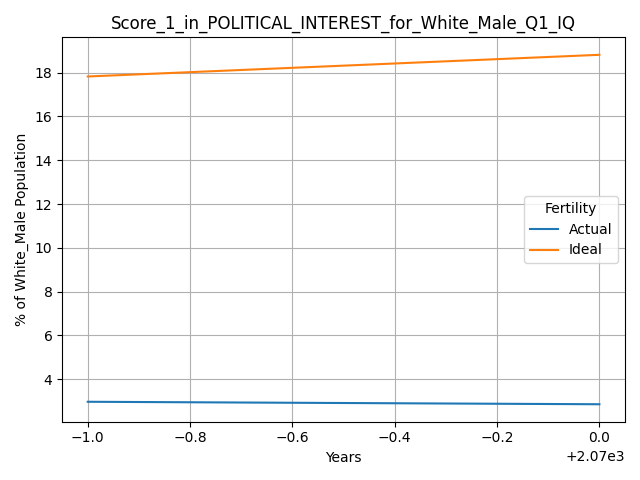 Score_1_in_POLITICAL_INTEREST_for_White_Male_Q1_IQ
% of White_Male Population
18
16
14
12
10
8
6
4
Fertility
Actual
Ideal
−1.0 −0.8 −0.6 −0.4 −0.2 0.0
Years
+2.07e3